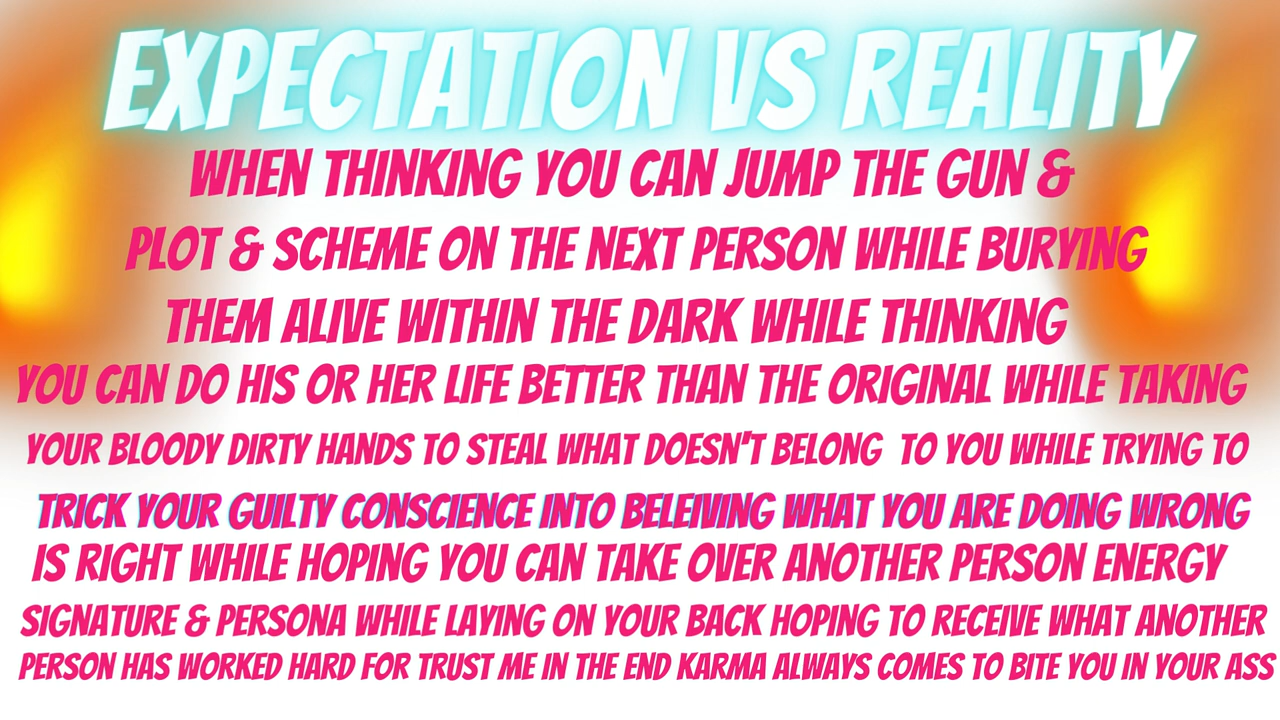 EXPECTATION VS REALITY
WHEN THINKING YOU CAN JUMP THE GUN &
PLOT & SCHEME ON THE NEXT PERSON WHILE BURYING
THEM ALIVE WITHIN THE DARK WHILE THINKING
YOU CAN DO HIS OR HER LIFE BETTER THAN THE ORIGINAL WHILE TAKING
YOUR BLOODY DIRTY HANDS TO STEAL WHAT DOESN'T BELONG TO YOU WHILE TRYING TO
TRICK YOUR GUILTY CONSCIENCE INTO BELEIVING WHAT YOU ARE DOING WRONG
IS RIGHT WHILE HOPING YOU CAN TAKE OVER ANOTHER PERSON ENERGY
SIGNATURE & PERSONA WHILE LAYING ON YOUR BACK HOPING TO RECEIVE WHAT ANOTHER
PERSON HAS WORKED HARD FOR TRUST ME IN THE END KARMA ALWAYS COMES TO BITE YOU IN YOUR ASS